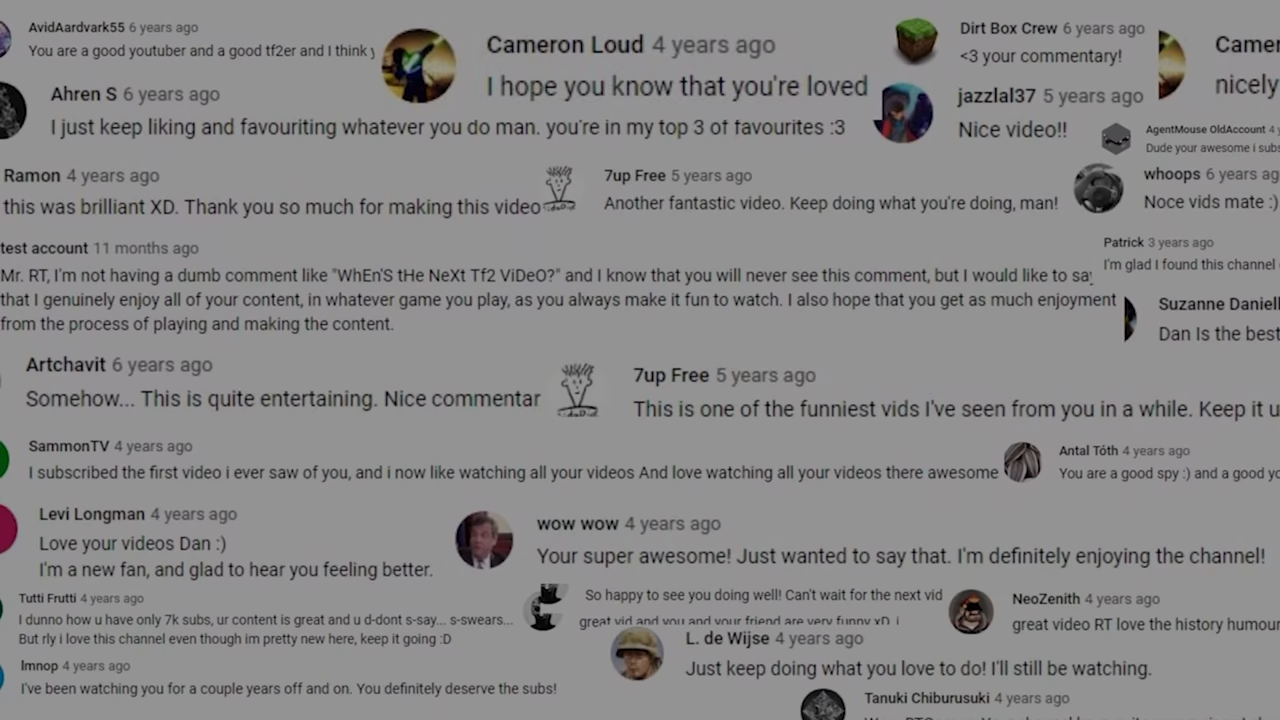 AvidAardvark55 6 years ago
You are a good youtuber and a good tf2er and I think
Cameron Loud 4 years ago
I hope you know that you're loved
Dirt Box Crew 6 years ago
<3 your commentary!
nicely
Ahren S 6 years ago
I just keep liking and favouriting whatever you do man. you're in my top 3 of favourites :3
jazzlal37 5 years ago
Nice video!!
AgentMouse OldAccount 4
Dude your awesome i subs
Ramon 4 years ago
this was brilliant XD. Thank you so much for making this video
7up Free 5 years ago
Another fantastic video. Keep doing what you're doing, man!
whoops 6 years ag
Noce vids mate :)
test account 11 months ago
Mr. RT, I'm not having a dumb comment like "WhEn'S tHe NeXt Tf2 ViDeO?" and I know that you will never see this comment, but I would like to say
that I genuinely enjoy all of your content, in whatever game you play, as you always make it fun to watch. I also hope that you get as much enjoyment
from the process of playing and making the content.
Patrick 3 years ago
I'm glad I found this channel
Suzanne Daniell
Dan Is the best
Artchavit 6 years ago
Somehow... This is quite entertaining. Nice commentar
7up Free 5 years ago
This is one of the funniest vids I've seen from you in a while. Keep it u
SammonTV 4 years ago
I subscribed the first video i ever saw of you, and i now like watching all your videos And love watching all your videos there awesome
Antal Tóth 4 years ago
You are a good spy :) and a good yo
Levi Longman 4 years ago
Love your videos Dan :)
I'm a new fan, and glad to hear you feeling better.
wow wow 4 years ago
Your super awesome! Just wanted to say that. I'm definitely enjoying the channel!
Tutti Frutti 4 years ago
I dunno how u have only 7k subs, ur content is great and u d-dont s-say... s-swears...
But rly i love this channel even though im pretty new here, keep it going :D
So happy to see you doing well! Can't wait for the next vid
great vid and you and your friend are very funny xD
NeoZenith 4 years ago
great video RT love the history humour
L. de Wijse 4 years ago
Just keep doing what you love to do! I'll still be watching.
lmnop 4 years ago
I've been watching you for a couple years off and on. You definitely deserve the subs!
Tanuki Chiburusuki 4 years ago